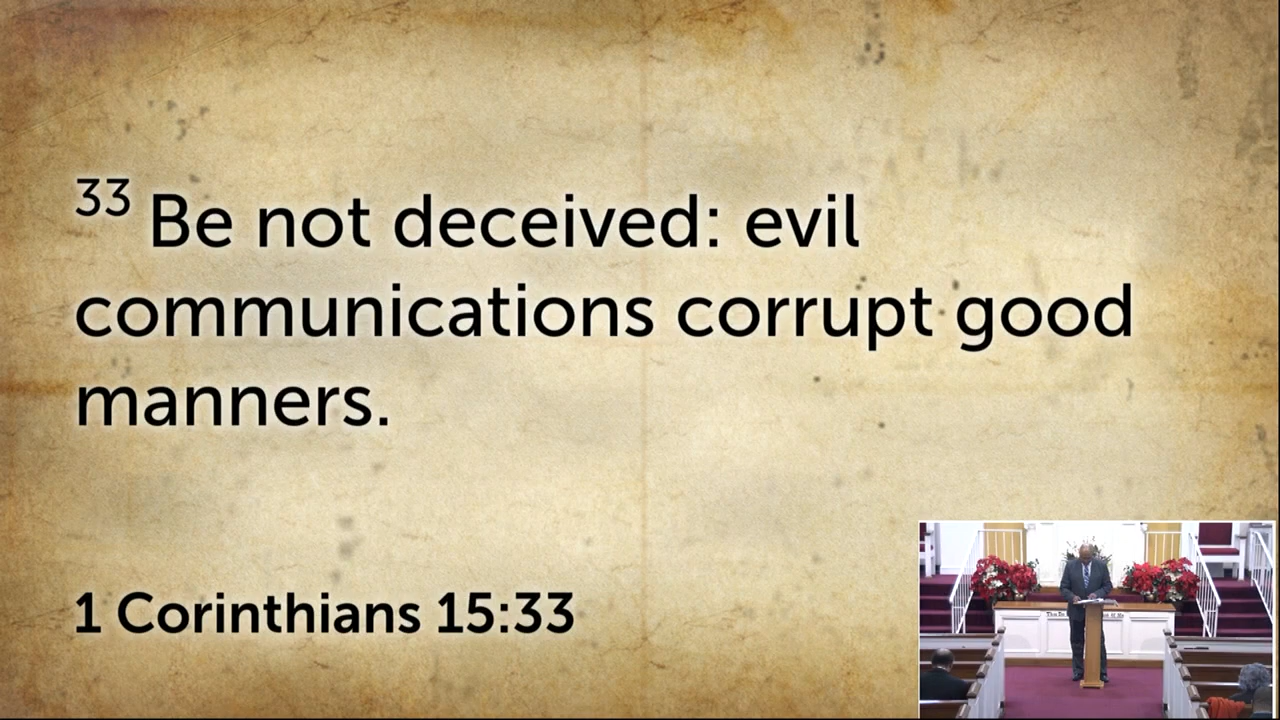 33 Be not deceived: evil
communications corrupt good
manners.
1 Corinthians 15:33